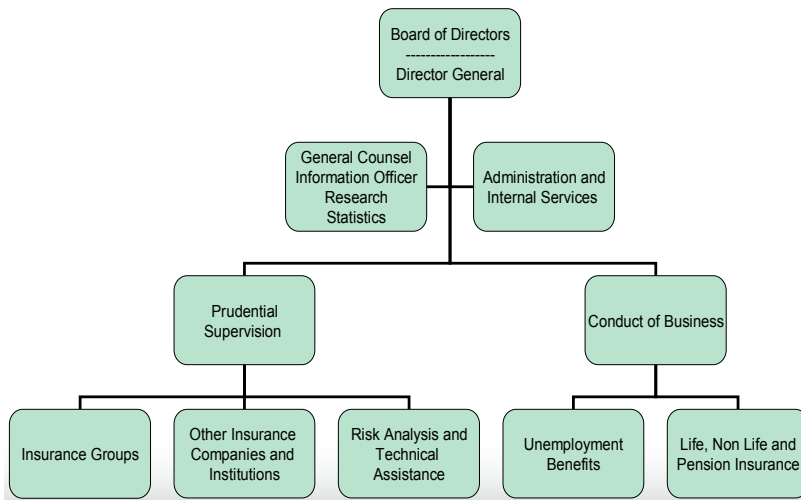 Board of Directors
------------------
Director General
General Counsel
Information Officer
Research
Statistics
Administration and
Internal Services
Prudential
Supervision
Conduct of Business
Insurance Groups
Other Insurance
Companies and
Institutions
Risk Analysis and
Technical
Assistance
Unemployment
Benefits
Life, Non Life and
Pension Insurance